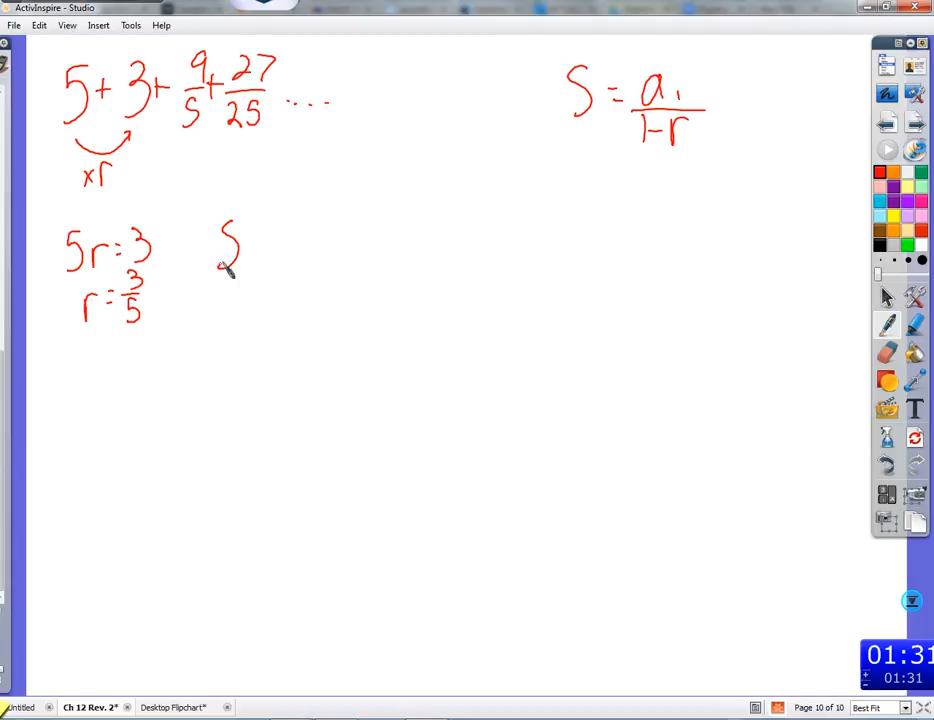 ActivInspire - Studio
File Edit View Insert Tools Help
5 + 3 + 9/5 + 27/25 ....
S = a₁/1-r
xr
5r = 3
r = 3/5
S
T
01:31
01:31
Untitled Ch 12 Rev. 2* Desktop Flipchart* Page 10 of 10 Best Fit